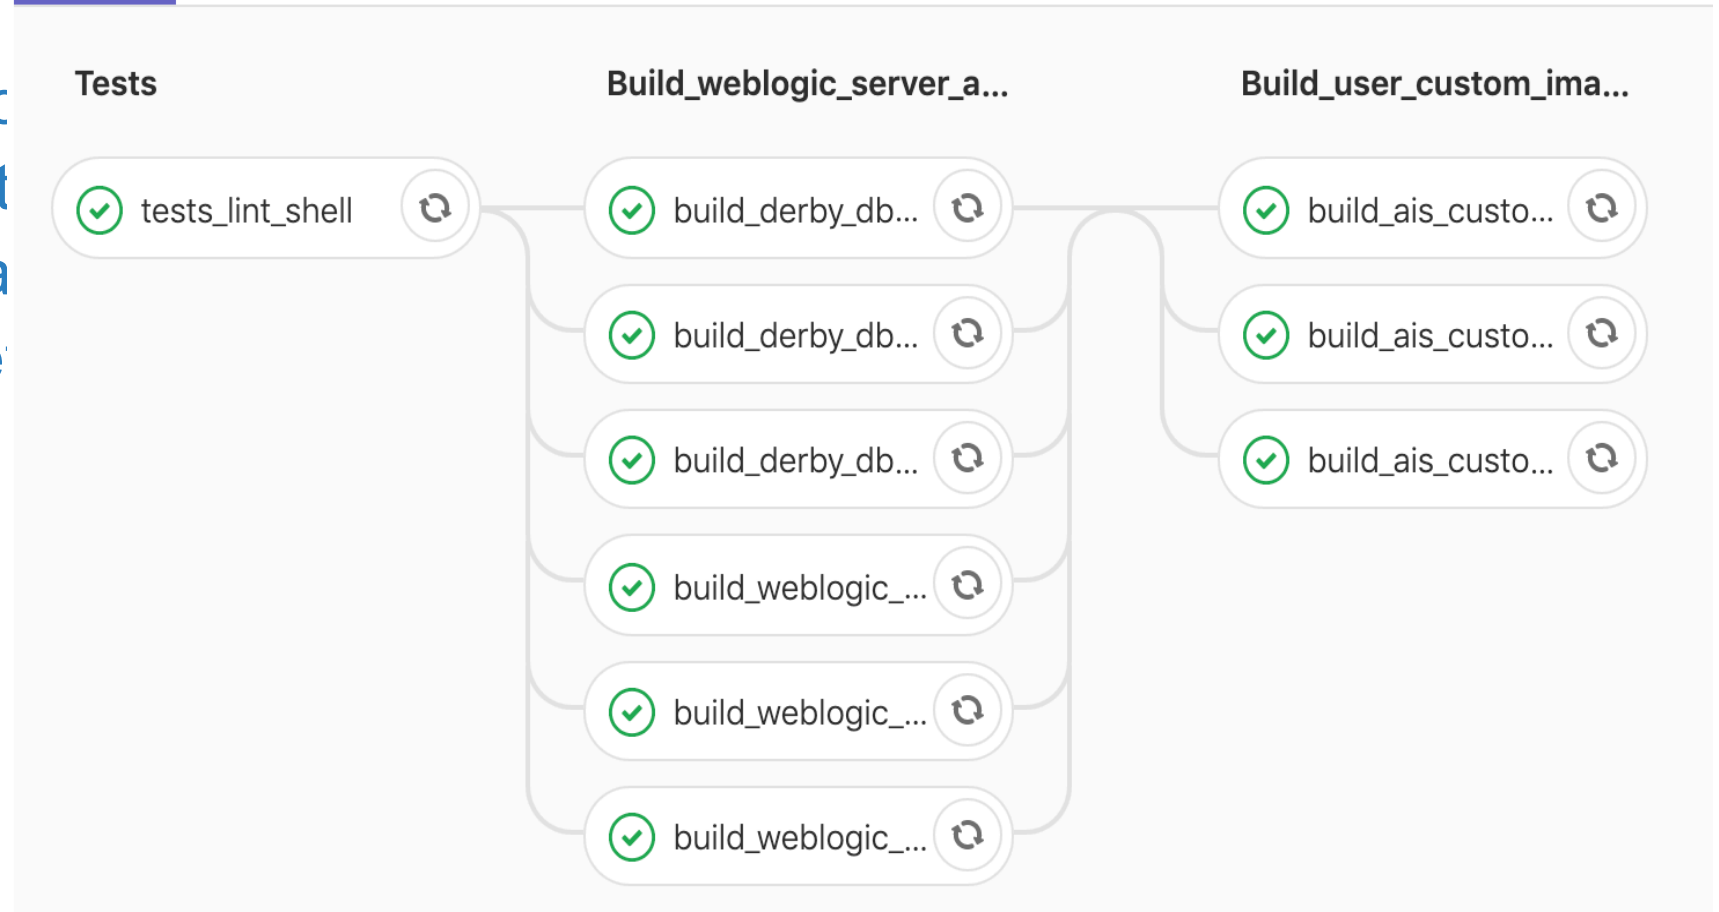 Tests
Build_weblogic_server_a...
Build_user_custom_ima...
tests_lint_shell
build_derby_db...
build_ais_custo...
build_derby_db...
build_ais_custo...
build_derby_db...
build_ais_custo...
build_weblogic_...
build_weblogic_...
build_weblogic_...